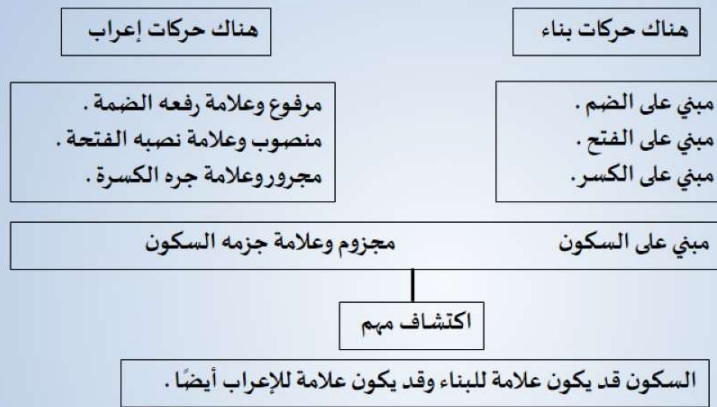 هناك حركات بناء
هناك حركات إعراب
مبني على الضم .
مبني على الفتح .
مبني على الكسر.
مرفوع وعلامة رفعه الضمة .
منصوب وعلامة نصبه الفتحة .
مجرور وعلامة جره الكسرة .
مبني على السكون مجزوم وعلامة جزمه السكون
اكتشاف مهم
السكون قد يكون علامة للبناء وقد يكون علامة للإعراب أيضًا .